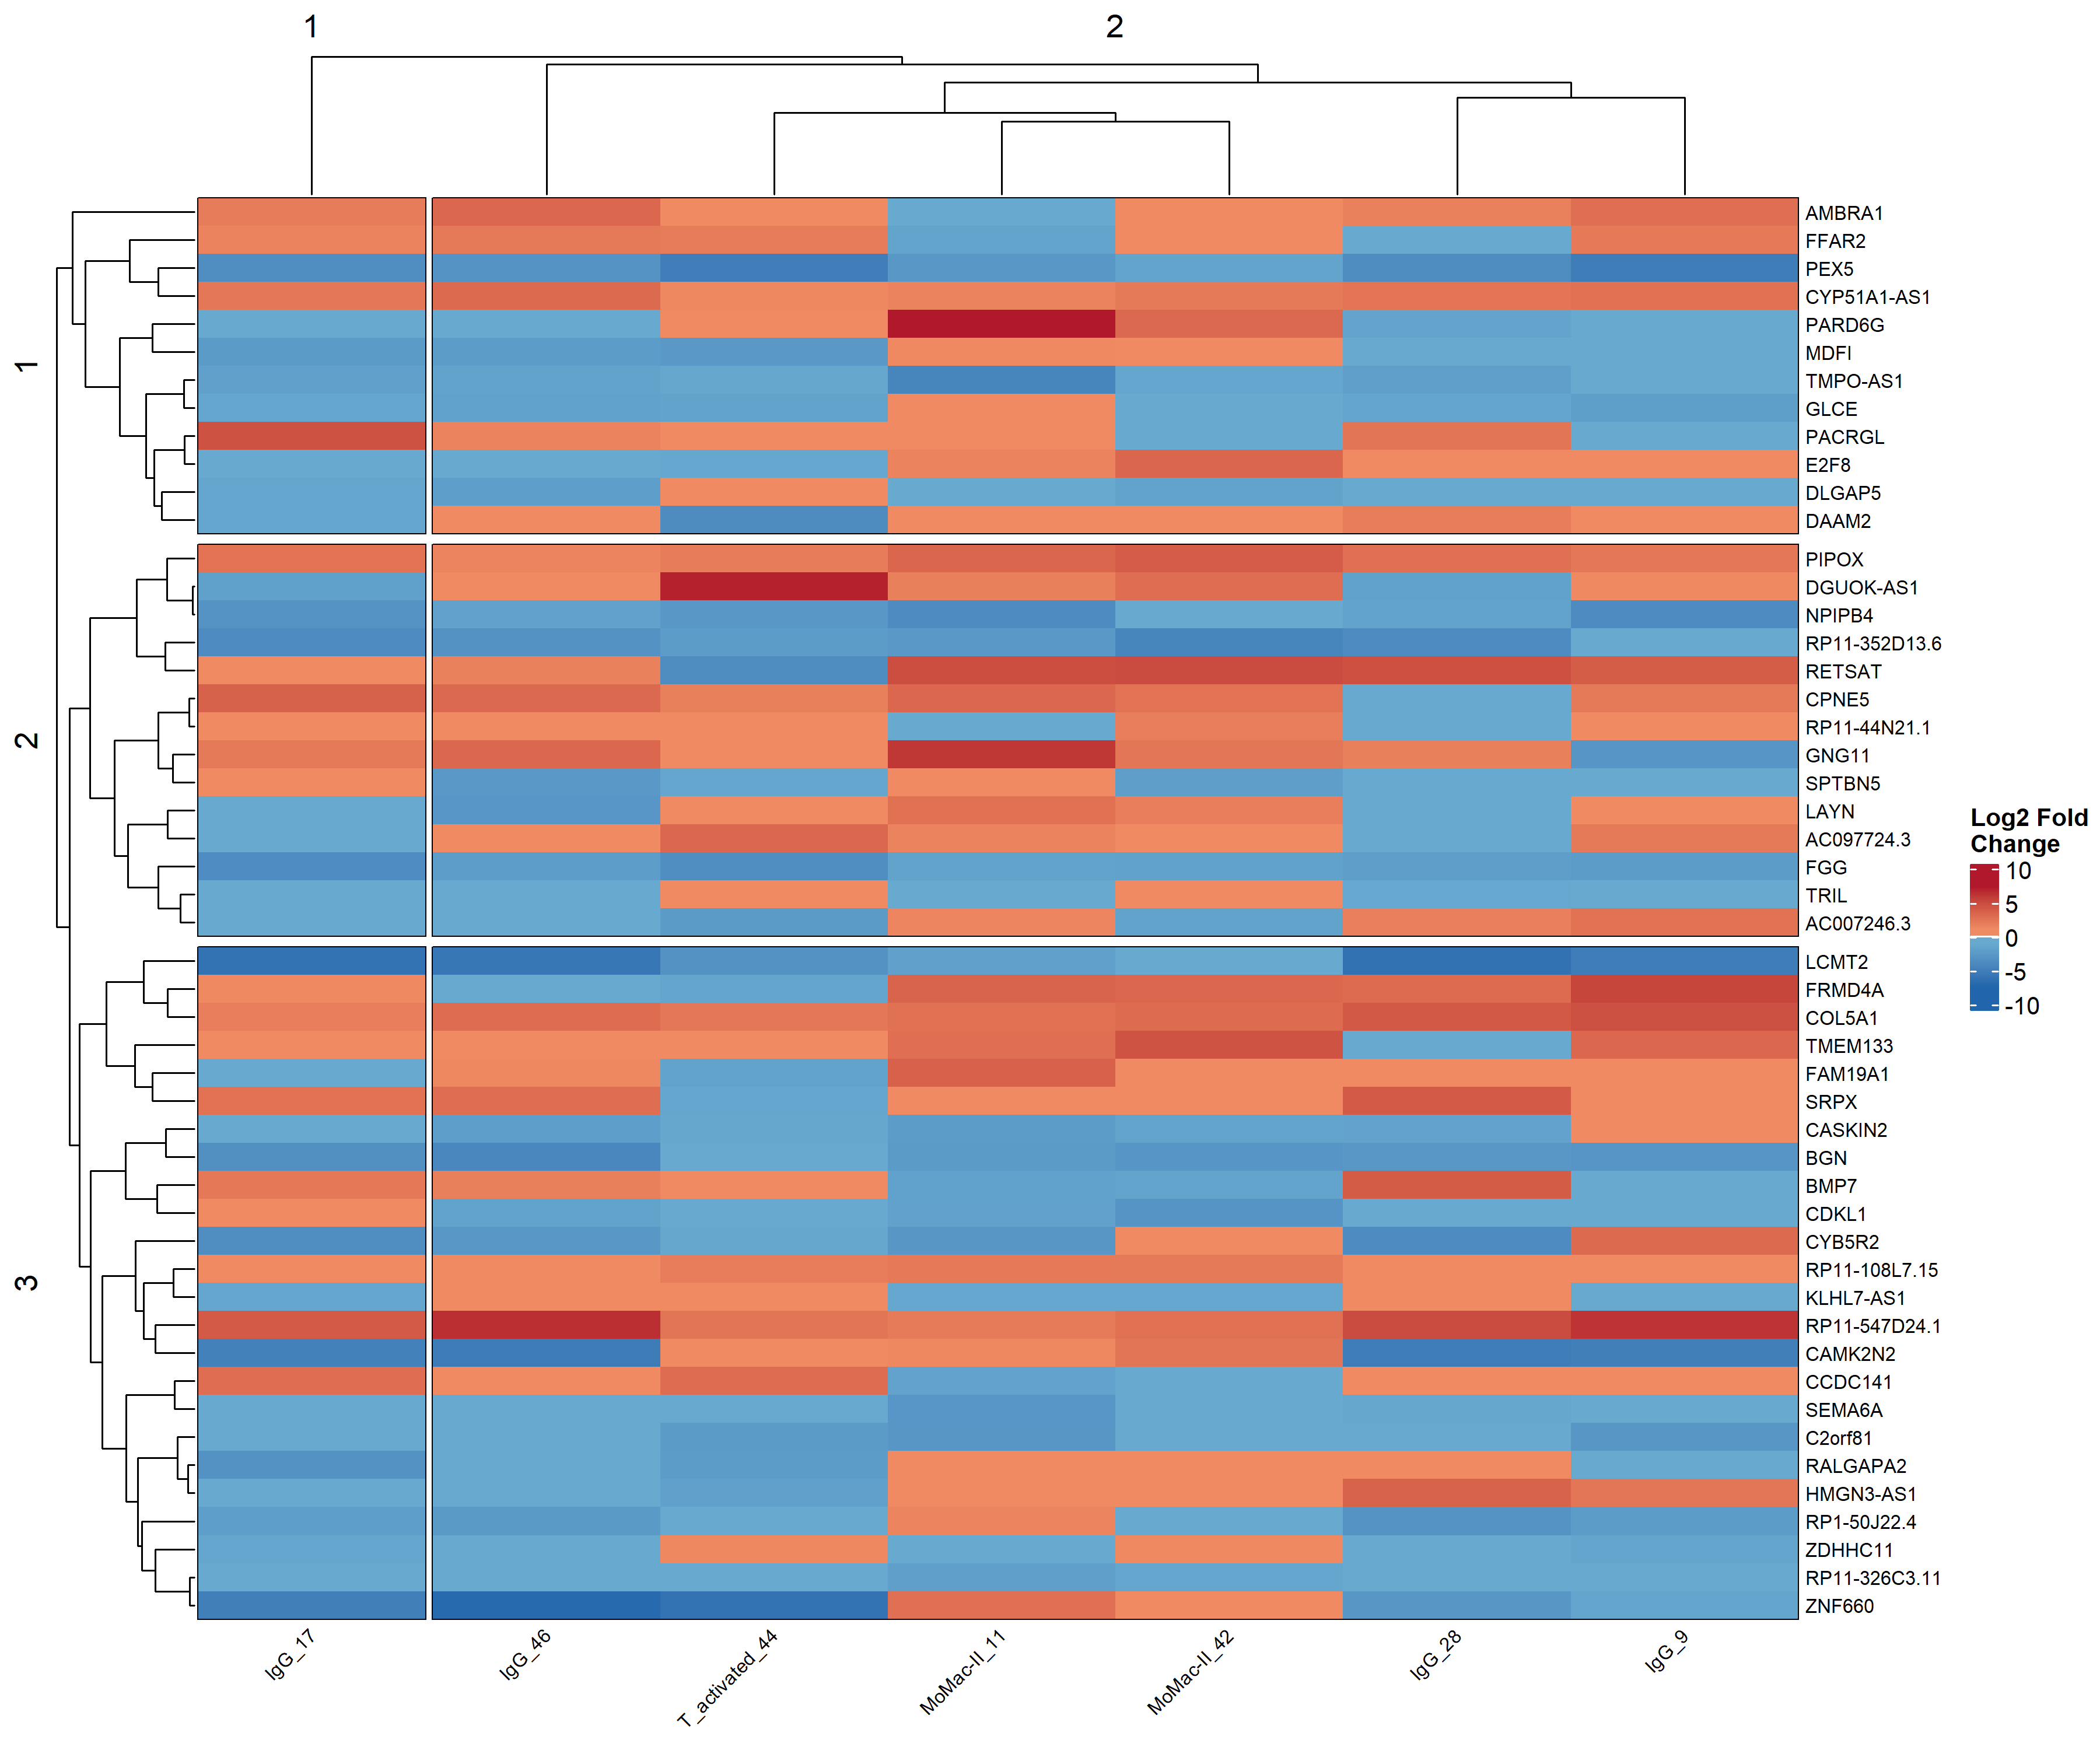 1
2
1
2
3
AMBRA1
FFAR2
PEX5
CYP51A1-AS1
PARD6G
MDFI
TMPO-AS1
GLCE
PACRGL
E2F8
DLGAP5
DAAM2
PIPOX
DGUOK-AS1
NPIPB4
RP11-352D13.6
RETSAT
CPNE5
RP11-44N21.1
GNG11
SPTBN5
LAYN
AC097724.3
FGG
TRIL
AC007246.3
LCMT2
FRMD4A
COL5A1
TMEM133
FAM19A1
SRPX
CASKIN2
BGN
BMP7
CDKL1
CYB5R2
RP11-108L7.15
KLHL7-AS1
RP11-547D24.1
CAMK2N2
CCDC141
SEMA6A
C2orf81
RALGAPA2
HMGN3-AS1
RP1-50J22.4
ZDHHC11
RP11-326C3.11
ZNF660
IgG_17
IgG_46
T_activated_44
MoMac-II_11
MoMac-II_42
IgG_28
IgG_9
Log2 Fold
Change
10
5
0
-5
-10